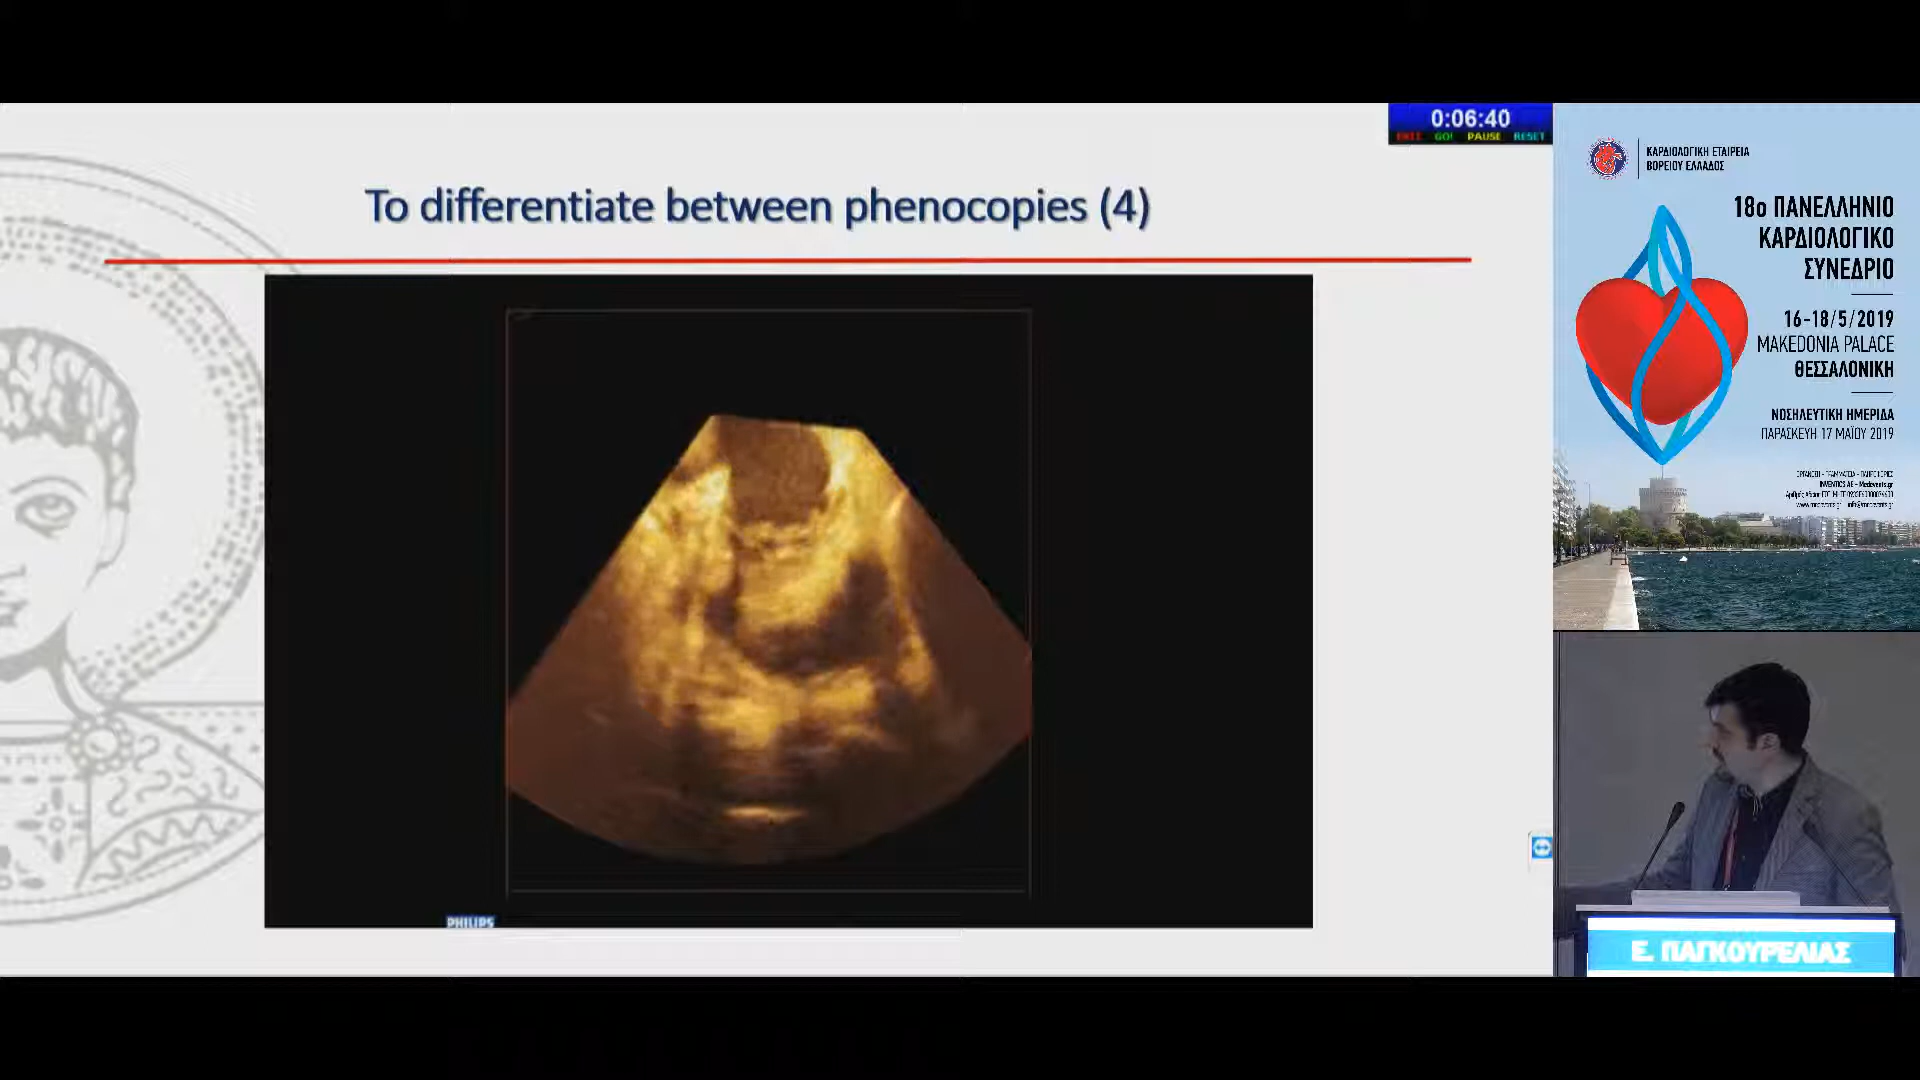 0:06:40
GO! PAUSE RESET
To differentiate between phenocopies (4)
PHILIPS
ΚΑΡΔΙΟΛΟΓΙΚΗ ΕΤΑΙΡΕΙΑ
ΒΟΡΕΙΟΥ ΕΛΛΑΔΟΣ
18ο ΠΑΝΕΛΛΗΝΙΟ
ΚΑΡΔΙΟΛΟΓΙΚΟ
ΣΥΝΕΔΡΙΟ
16-18/5/2019
MAKEDONIA PALACE
ΘΕΣΣΑΛΟΝΙΚΗ
ΝΟΣΗΛΕΥΤΙΚΗ ΗΜΕΡΙΔΑ
ΠΑΡΑΣΚΕΥΗ 17 ΜΑΪΟΥ 2019
Ε. ΠΑΓΚΟΥΡΕΛΙΑΣ